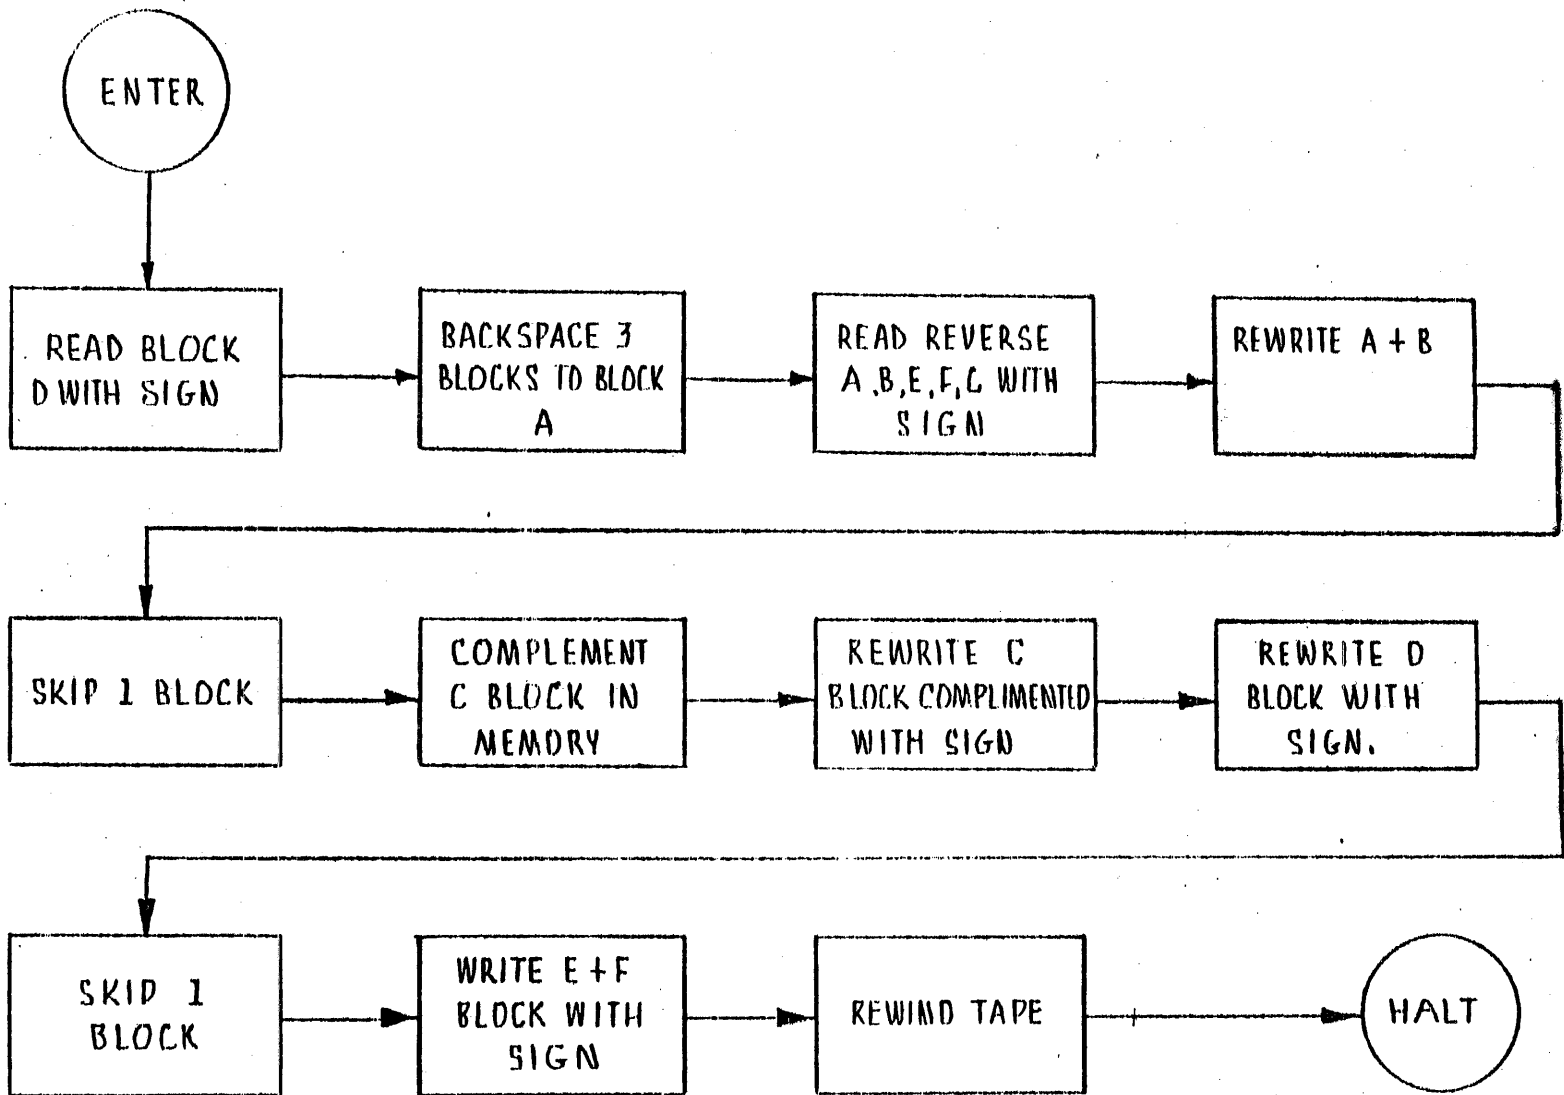 ENTER
READ BLOCK
D WITH SIGN
BACKSPACE 3
BLOCKS TO BLOCK
A
READ REVERSE
A,B,E,F,C WITH
SIGN
REWRITE A + B
SKIP 1 BLOCK
COMPLEMENT
C BLOCK IN
MEMORY
REWRITE C
BLOCK COMPLIMENTED
WITH SIGN
REWRITE D
BLOCK WITH
SIGN.
SKIP 1
BLOCK
WRITE E + F
BLOCK WITH
SIGN
REWIND TAPE
HALT